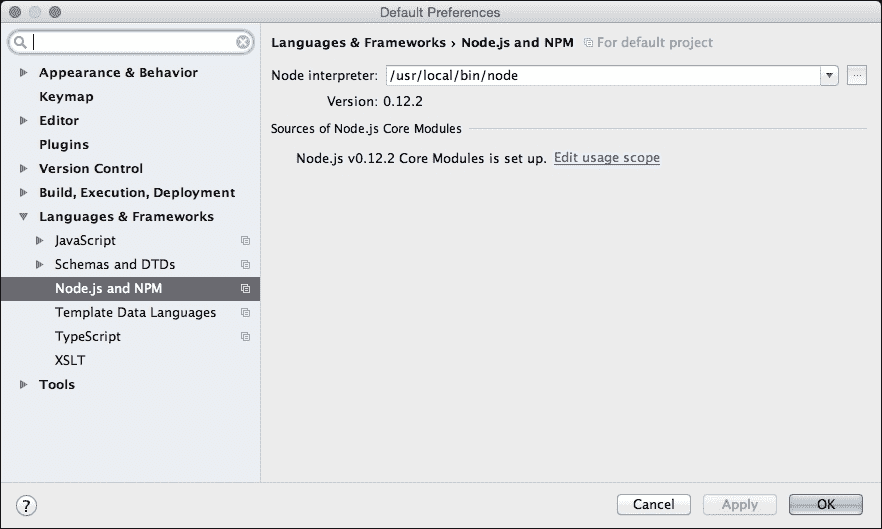 Default Preferences
Languages & Frameworks › Node.js and NPM For default project
Node interpreter: /usr/local/bin/node ...
Version: 0.12.2
Sources of Node.js Core Modules
Node.js v0.12.2 Core Modules is set up. Edit usage scope
Appearance & Behavior
Keymap
Editor
Plugins
Version Control
Build, Execution, Deployment
Languages & Frameworks
JavaScript
Schemas and DTDs
Node.js and NPM
Template Data Languages
TypeScript
XSLT
Tools
?
Cancel
Apply
OK